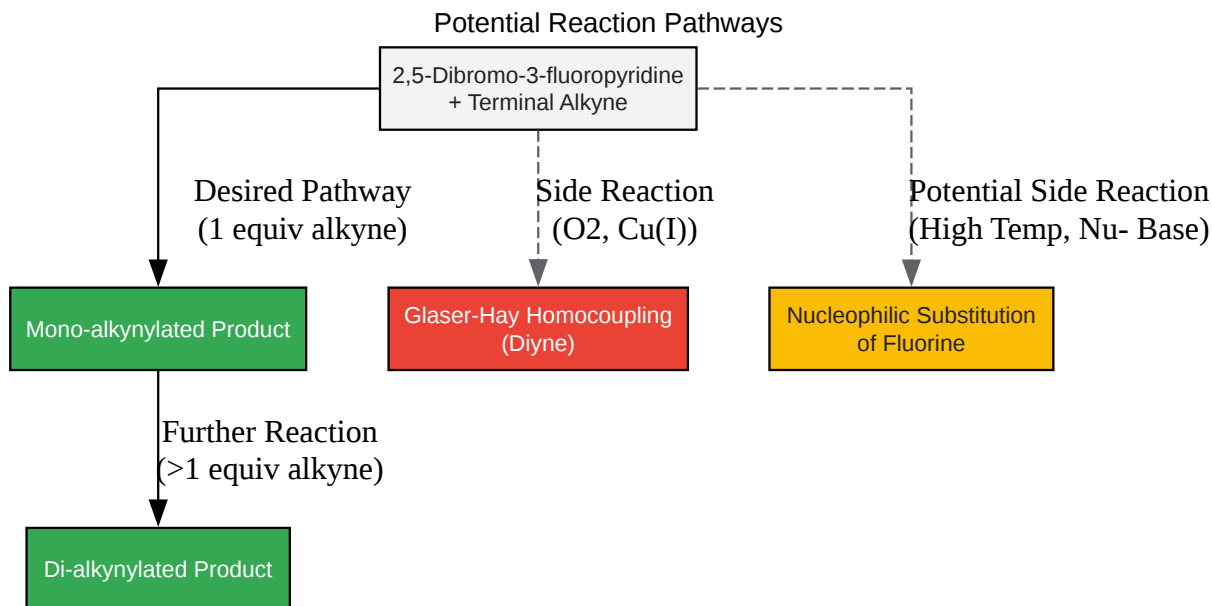 Potential Reaction Pathways
2,5-Dibromo-3-fluoropyridine
+ Terminal Alkyne
Desired Pathway
(1 equiv alkyne)
Side Reaction
(O2, Cu(I))
Potential Side Reaction
(High Temp, Nu- Base)
Mono-alkynylated Product
Glaser-Hay Homocoupling
(Diyne)
Nucleophilic Substitution
of Fluorine
Further Reaction
(>1 equiv alkyne)
Di-alkynylated Product